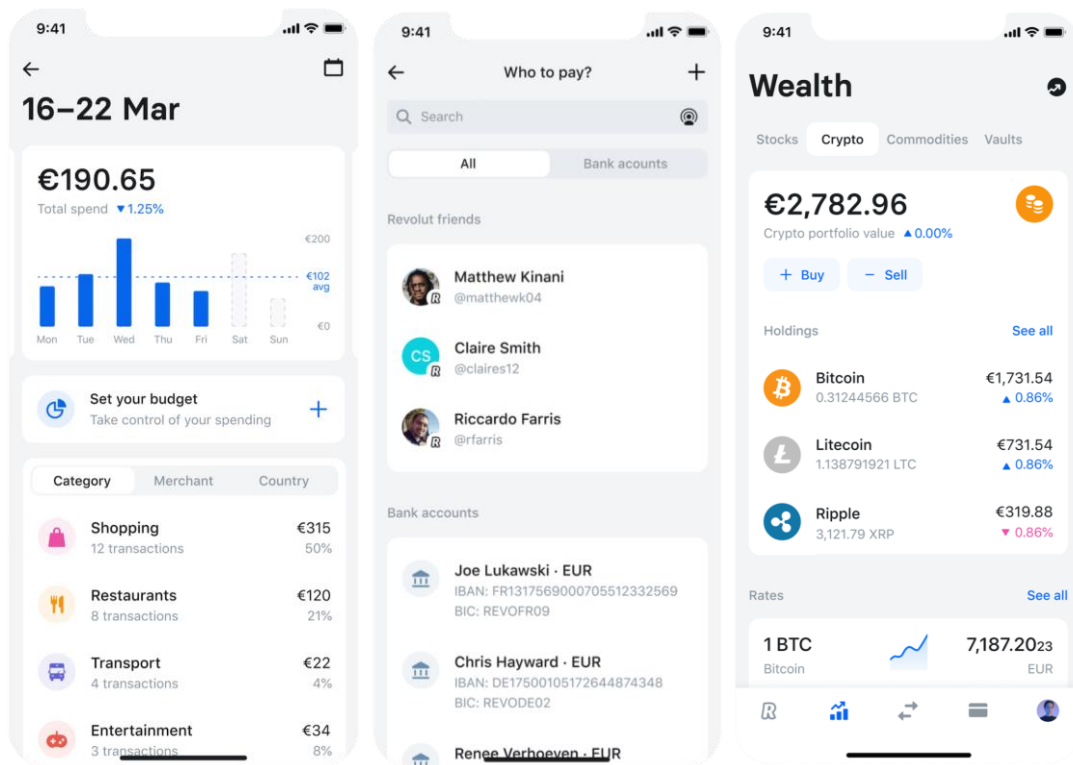 9:41
16–22 Mar
€190.65
Total spend ▼1.25%
€200
€102
avg
€0
Mon Tue Wed Thu Fri Sat Sun
Set your budget
Take control of your spending
Category Merchant Country
Shopping €315
12 transactions 50%
Restaurants €120
8 transactions 21%
Transport €22
4 transactions 4%
Entertainment €34
3 transactions 8%
9:41
Who to pay?
Search
All Bank acounts
Revolut friends
Matthew Kinani
@matthewk04
CS
Claire Smith
@claires12
Riccardo Farris
@rfarris
Bank accounts
Joe Lukawski · EUR
IBAN: FR1317569000705512332569
BIC: REVOFR09
Chris Hayward · EUR
IBAN: DE17500105172644874348
BIC: REVODE02
Renee Verhoeven · EUR
9:41
Wealth
Stocks Crypto Commodities Vaults
€2,782.96
Crypto portfolio value ▲0.00%
+ Buy − Sell
Holdings See all
Bitcoin €1,731.54
0.31244566 BTC ▲ 0.86%
Litecoin €731.54
1.138791921 LTC ▲ 0.86%
Ripple €319.88
3,121.79 XRP ▼ 0.86%
Rates See all
1 BTC 7,187.2023
Bitcoin EUR